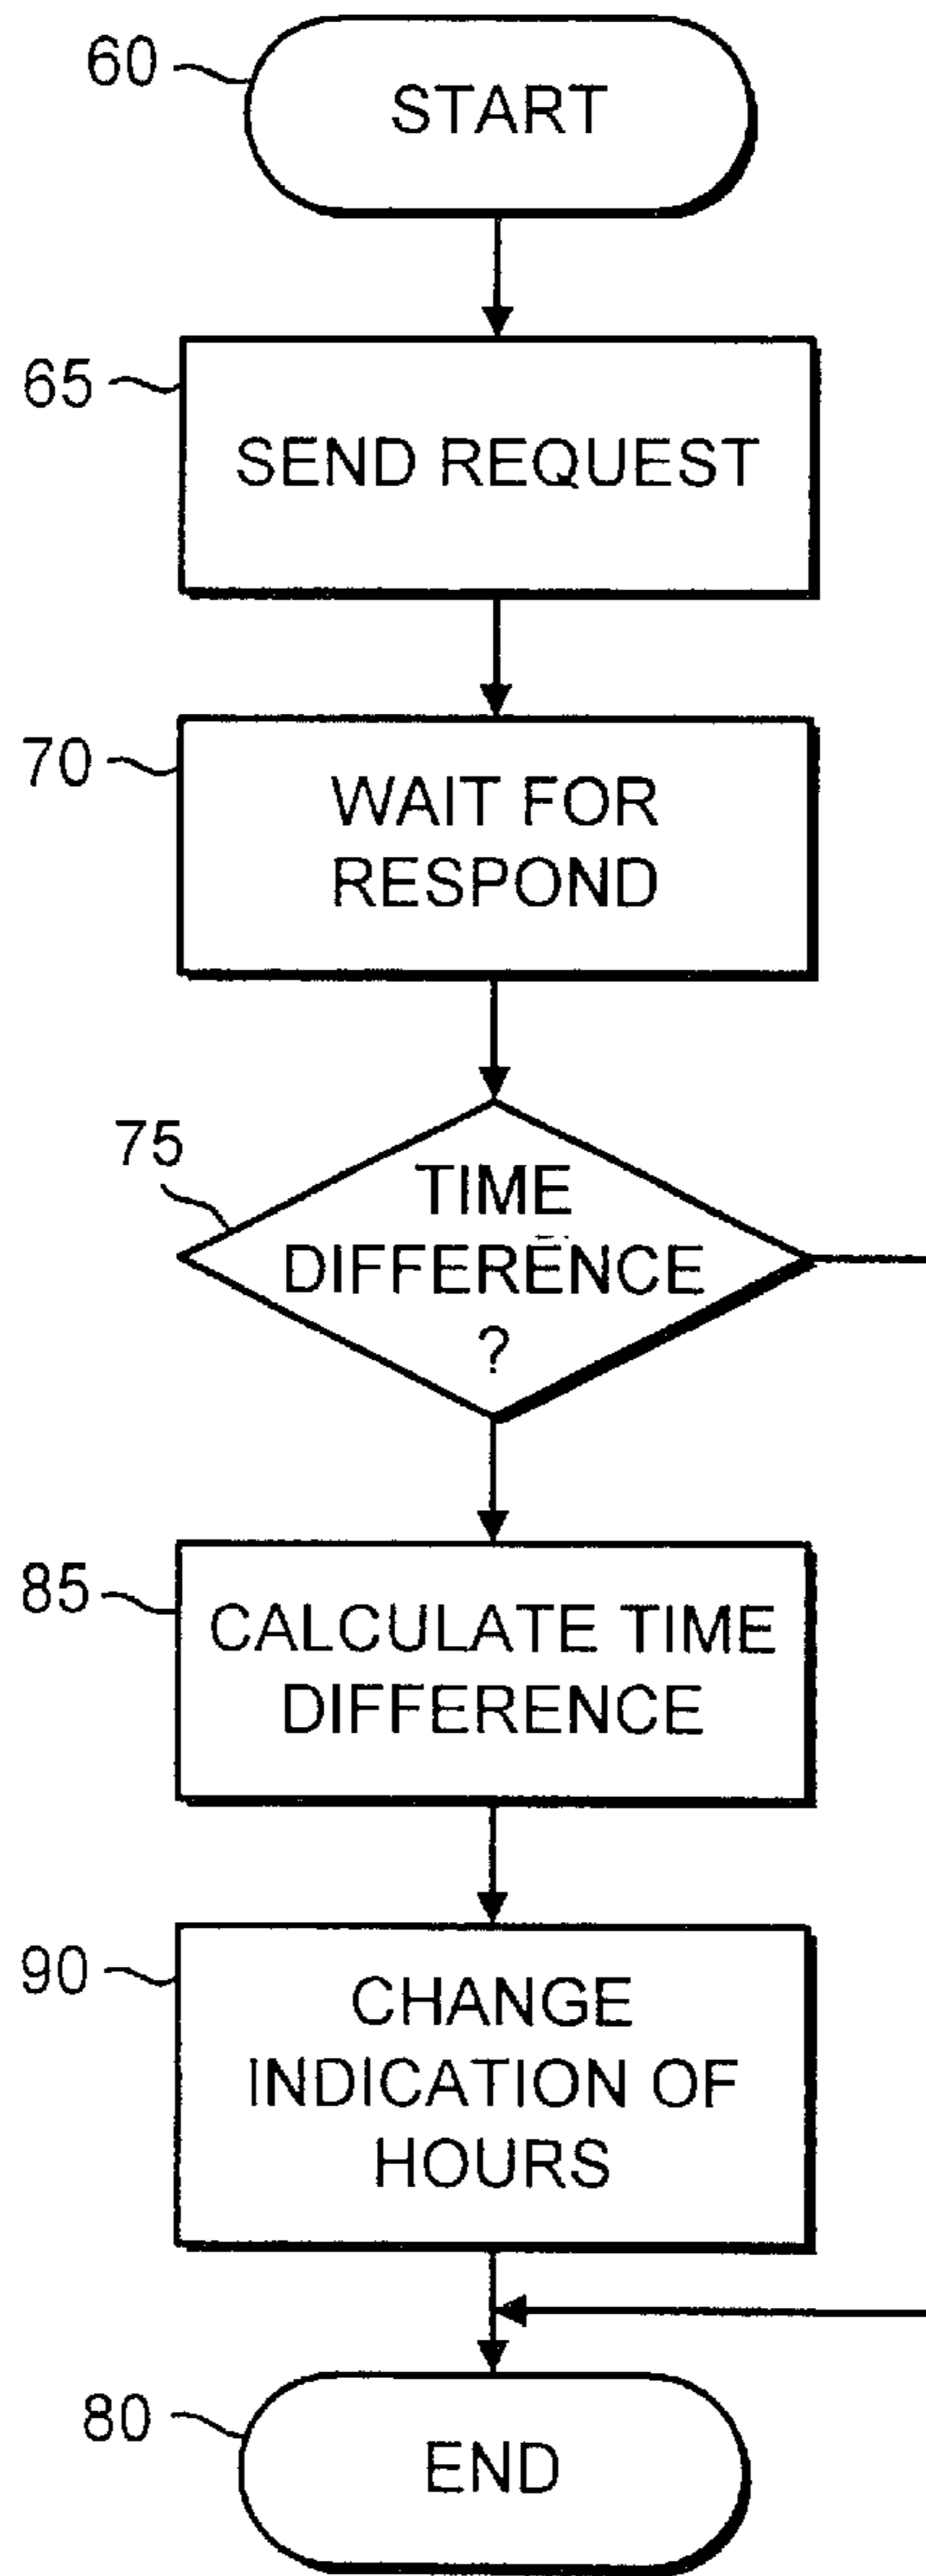 60
START
65
SEND REQUEST
70
WAIT FOR
RESPOND
75
TIME
DIFFERENCE
?
85
CALCULATE TIME
DIFFERENCE
90
CHANGE
INDICATION OF
HOURS
80
END